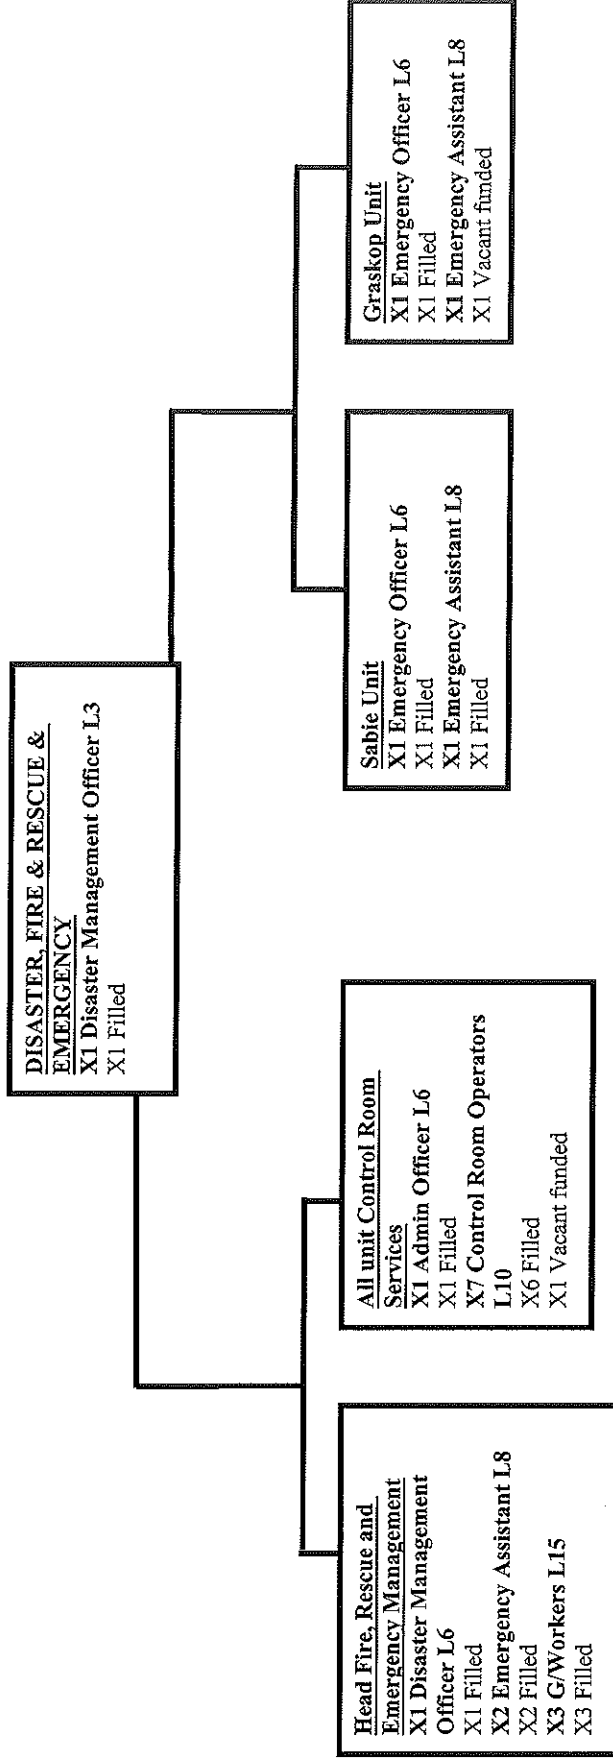 DISASTER, FIRE & RESCUE &
EMERGENCY
X1 Disaster Management Officer L3
X1 Filled
Head Fire, Rescue and
Emergency Management
X1 Disaster Management
Officer L6
X1 Filled
X2 Emergency Assistant L8
X2 Filled
X3 G/Workers L15
X3 Filled
All unit Control Room
Services
X1 Admin Officer L6
X1 Filled
X7 Control Room Operators
L10
X6 Filled
X1 Vacant funded
Sabie Unit
X1 Emergency Officer L6
X1 Filled
X1 Emergency Assistant L8
X1 Filled
Graskop Unit
X1 Emergency Officer L6
X1 Filled
X1 Emergency Assistant L8
X1 Vacant funded